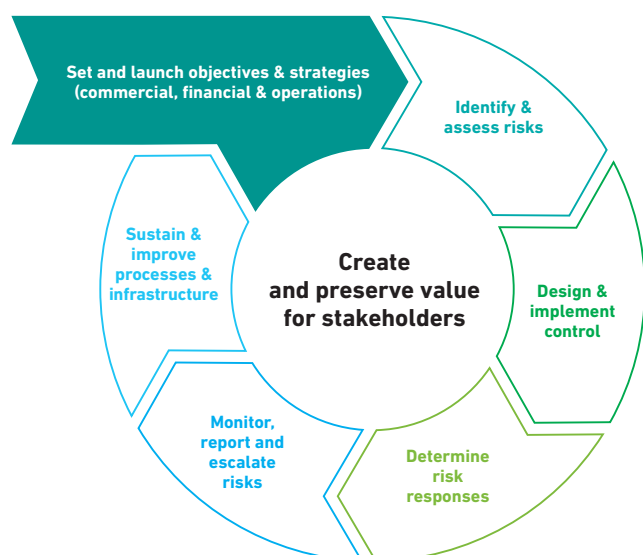 Set and launch objectives & strategies
(commercial, financial & operations)
Identify &
assess risks
Design &
implement
control
Determine
risk
responses
Monitor,
report and
escalate
risks
Sustain &
improve
processes &
infrastructure
Create
and preserve value
for stakeholders